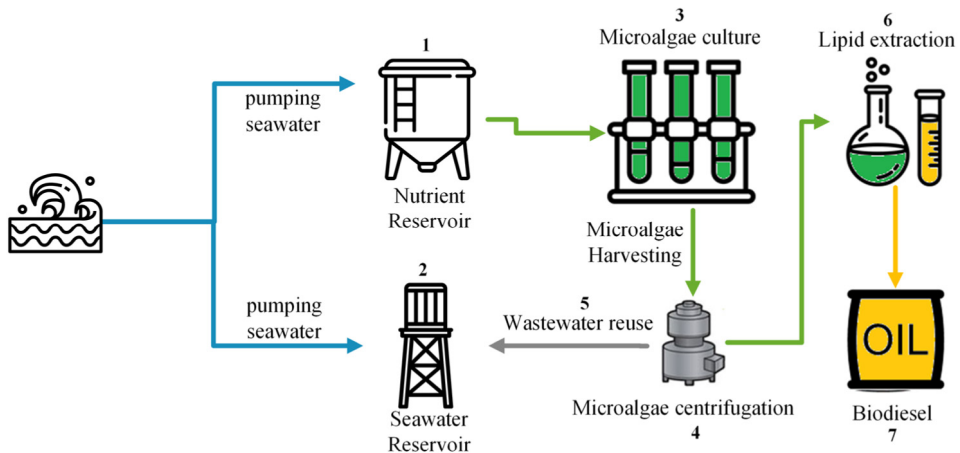 1
pumping
seawater
Nutrient
Reservoir
2
pumping
seawater
Seawater
Reservoir
3
Microalgae culture
Microalgae
Harvesting
5
Wastewater reuse
Microalgae centrifugation
4
6
Lipid extraction
OIL
Biodiesel
7